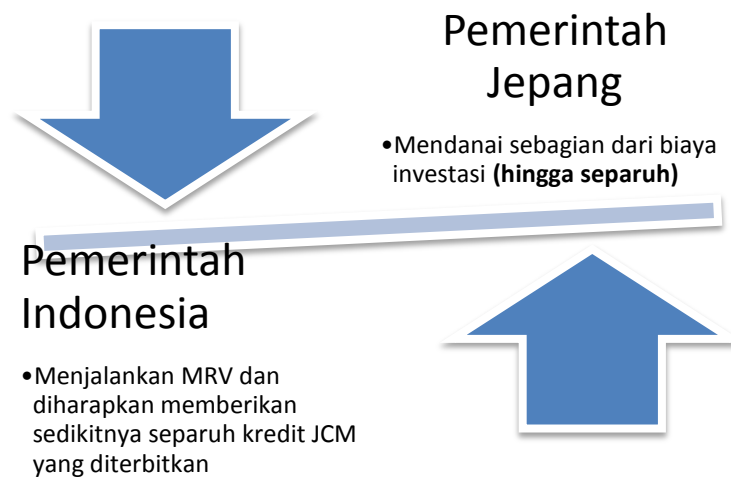 Pemerintah
Jepang
•Mendanai sebagian dari biaya
investasi (hingga separuh)
Pemerintah
Indonesia
•Menjalankan MRV dan
diharapkan memberikan
sedikitnya separuh kredit JCM
yang diterbitkan